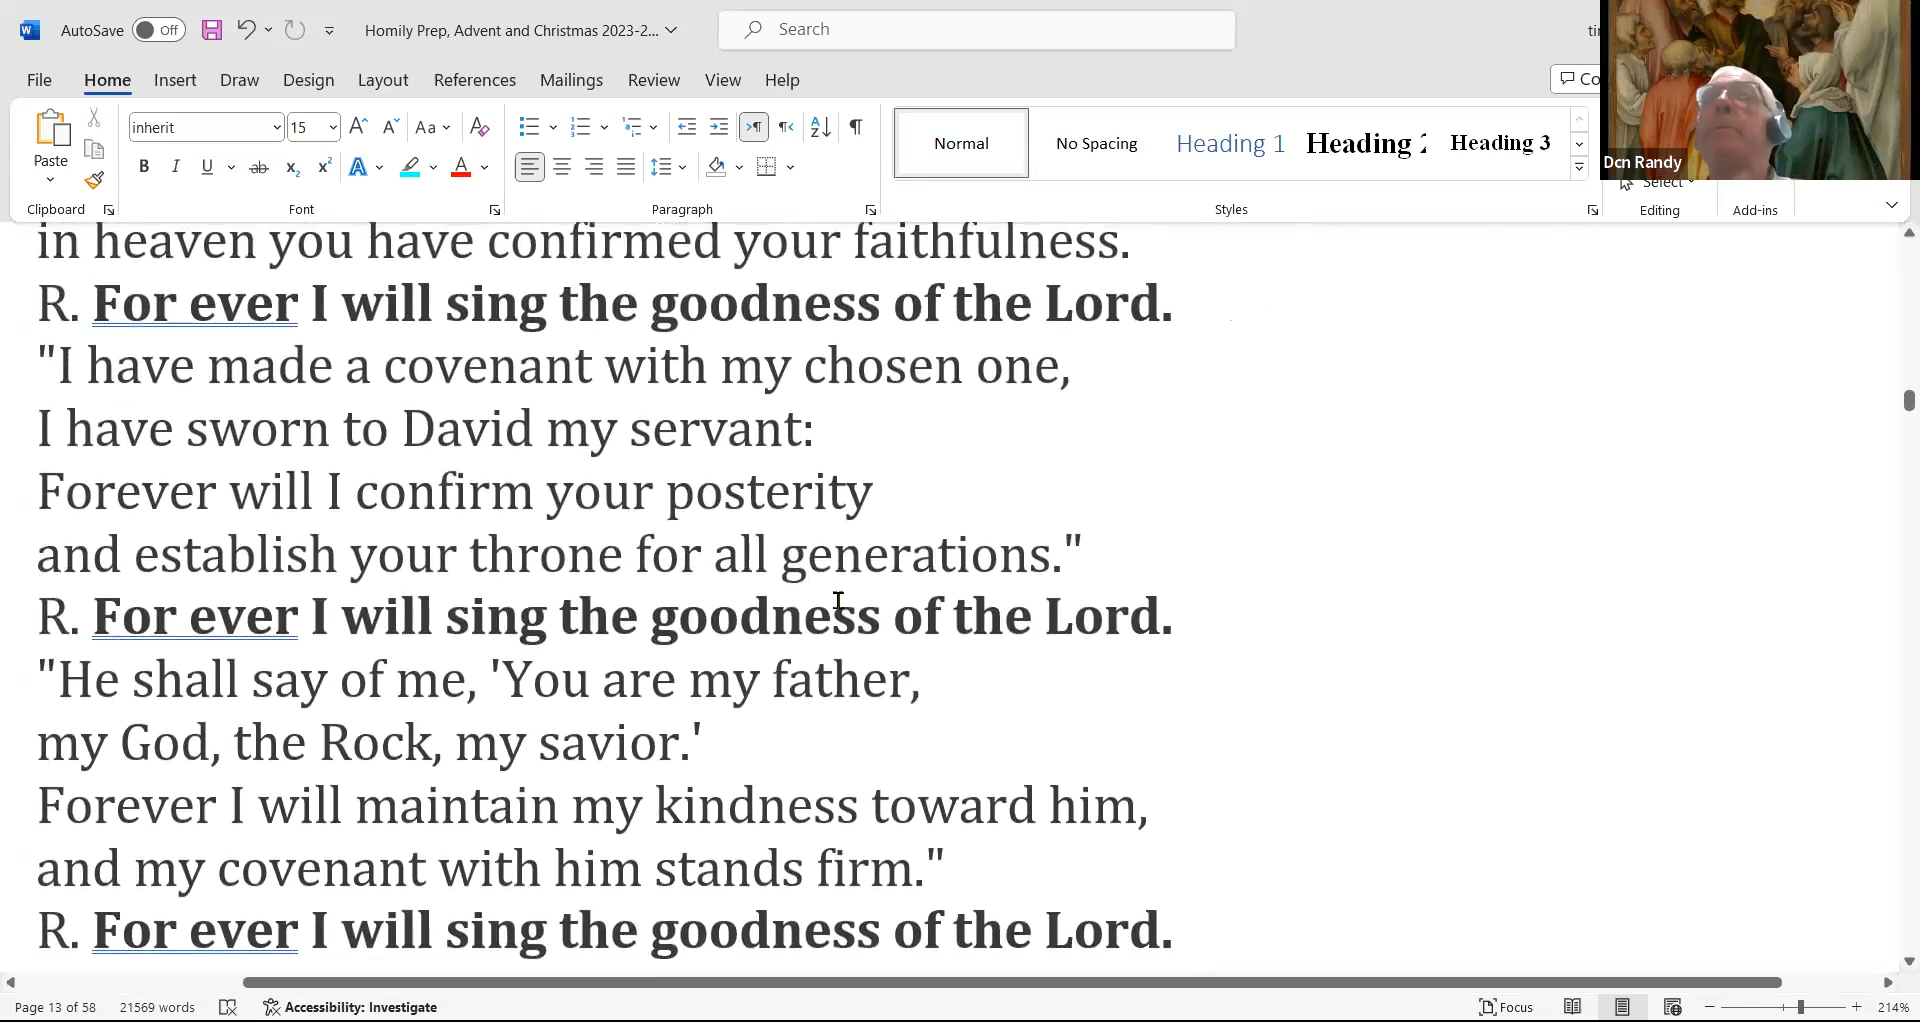 AutoSave Off Homily Prep, Advent and Christmas 2023-2... Search
File Home Insert Draw Design Layout References Mailings Review View Help
inherit 15 Aa
Paste
Normal No Spacing Heading 1 Heading 2 Heading 3
Dcn Randy
Select
Clipboard Font Paragraph Styles Editing Add-ins
in heaven you have confirmed your faithfulness.
R. For ever I will sing the goodness of the Lord.
"I have made a covenant with my chosen one,
I have sworn to David my servant:
Forever will I confirm your posterity
and establish your throne for all generations."
R. For ever I will sing the goodness of the Lord.
"He shall say of me, 'You are my father,
my God, the Rock, my savior.'
Forever I will maintain my kindness toward him,
and my covenant with him stands firm."
R. For ever I will sing the goodness of the Lord.
Page 13 of 58 21569 words Accessibility: Investigate Focus 214%